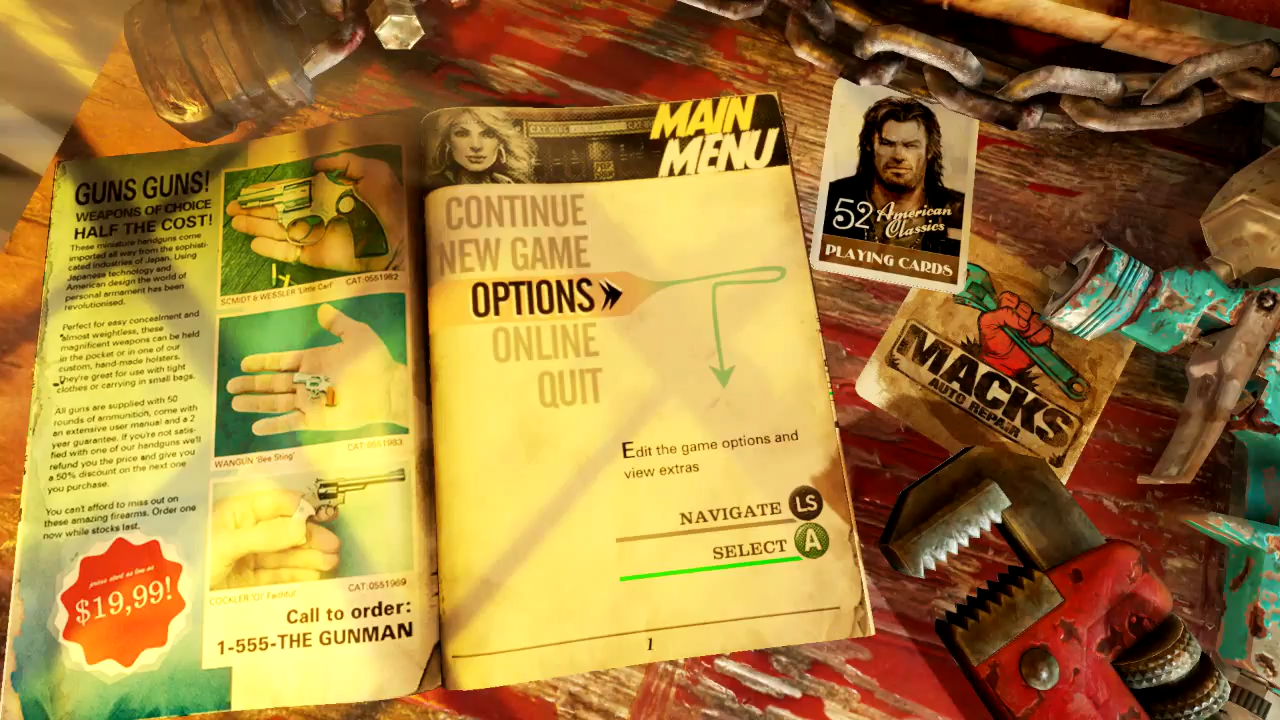 GUNS GUNS!
WEAPONS OF CHOICE
HALF THE COST!
These miniature handguns come
imported all way from the sophisti-
cated industries of Japan. Using
Japanese technology and
American design the world of
personal armament has been
revolutionised.
Perfect for easy concealment and
almost weightless, these
magnificent weapons can be held
in the pocket or in one of our
custom, hand-made holsters.
They're great for use with tight
clothes or carrying in small bags.
All guns are supplied with 50
rounds of ammunition, come with
an extensive user manual and a 2
year guarantee. If you're not satis-
fied with one of our handguns we'll
refund you the price and give you
a 50% discount on the next one
you purchase.
You can't afford to miss out on
these amazing firearms. Order one
now while stocks last.
prices start as low as
$19,99!
SCMIDT & WESSLER 'Little Carl' CAT:0551982
WANGUN 'Bee Sting' CAT:0551983
COCKLER 'Ol' Faithful' CAT:0551989
Call to order:
1-555-THE GUNMAN
MAIN
MENU
CONTINUE
NEW GAME
OPTIONS
ONLINE
QUIT
Edit the game options and
view extras
NAVIGATE LS
SELECT A
1
52 American
Classics
PLAYING CARDS
MACKS
AUTO REPAIR